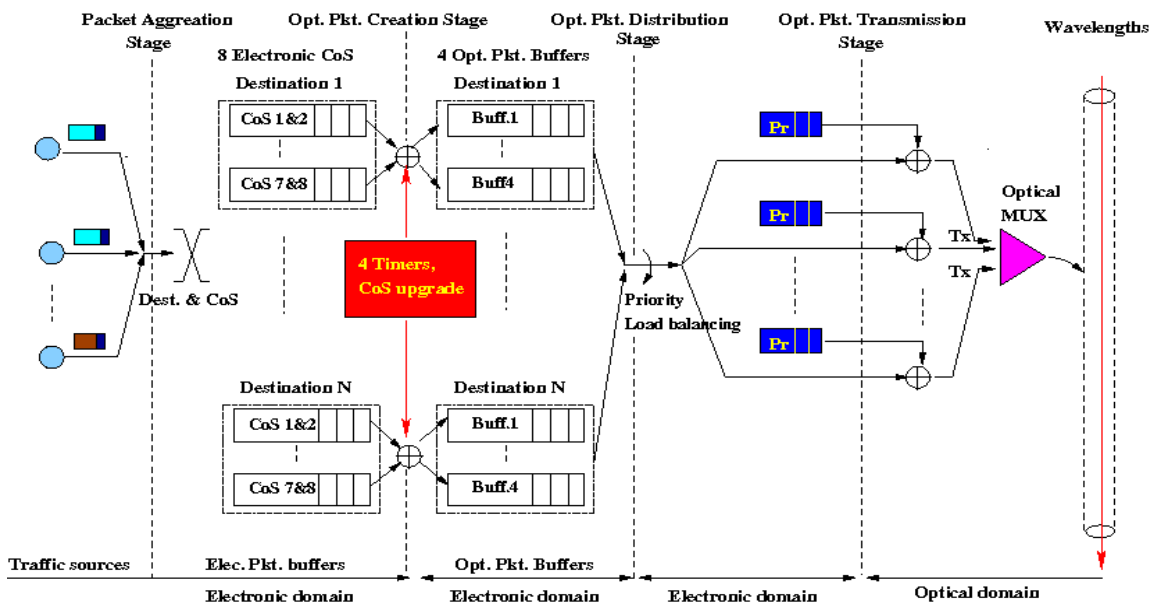 Packet Aggreation
Stage
Opt. Pkt. Creation Stage
Opt. Pkt. Distribution
Stage
Opt. Pkt. Transmission
Stage
Wavelengths
8 Electronic CoS
4 Opt. Pkt. Buffers
Destination 1
Destination 1
CoS 1&2
CoS 7&8
Buff.1
Buff4
Pr
Pr
Pr
Optical
MUX
Tx
Tx
Dest. & CoS
4 Timers,
CoS upgrade
Priority
Load balancing
Destination N
Destination N
CoS 1&2
CoS 7&8
Buff.1
Buff.4
Traffic sources
Elec. Pkt. buffers
Opt. Pkt. Buffers
Electronic domain
Electronic domain
Electronic domain
Optical domain